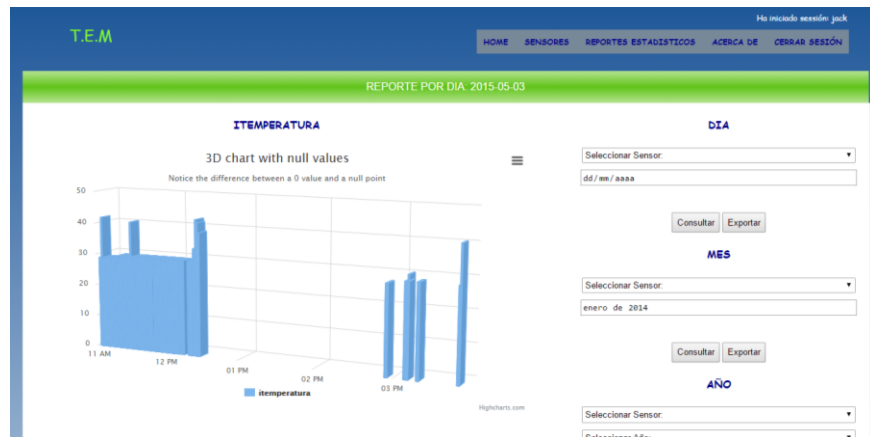 Ha iniciado sessión: jack
T.E.M
HOME SENSORES REPORTES ESTADISTICOS ACERCA DE CERRAR SESIÓN
REPORTE POR DIA: 2015-05-03
ITEMPERATURA
3D chart with null values
Notice the difference between a 0 value and a null point
50
40
30
20
10
0
11 AM
12 PM
01 PM
02 PM
03 PM
itemperatura
Highcharts.com
DIA
Seleccionar Sensor:
dd/mm/aaaa
Consultar Exportar
MES
Seleccionar Sensor:
enero de 2014
Consultar Exportar
AÑO
Seleccionar Sensor:
Seleccionar Año: